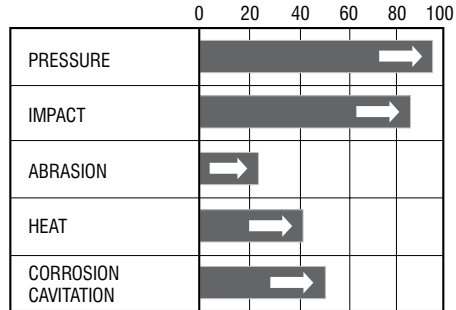 0 20 40 60 80 100
PRESSURE
IMPACT
ABRASION
HEAT
CORROSION
CAVITATION